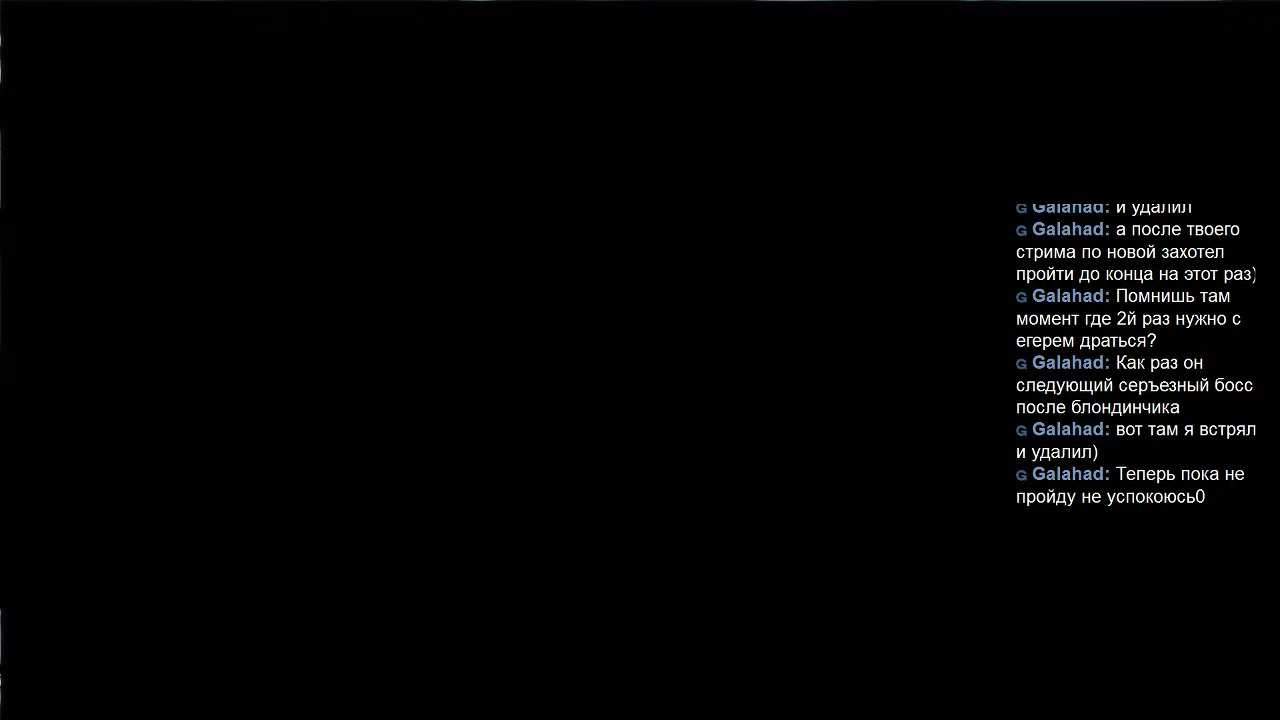 G Galahad: и удалил
G Galahad: а после твоего
стрима по новой захотел
пройти до конца на этот раз)
G Galahad: Помнишь там
момент где 2й раз нужно с
егерем драться?
G Galahad: Как раз он
следующий серъезный босс
после блондинчика
G Galahad: вот там я встрял
и удалил)
G Galahad: Теперь пока не
пройду не успокоюсь0